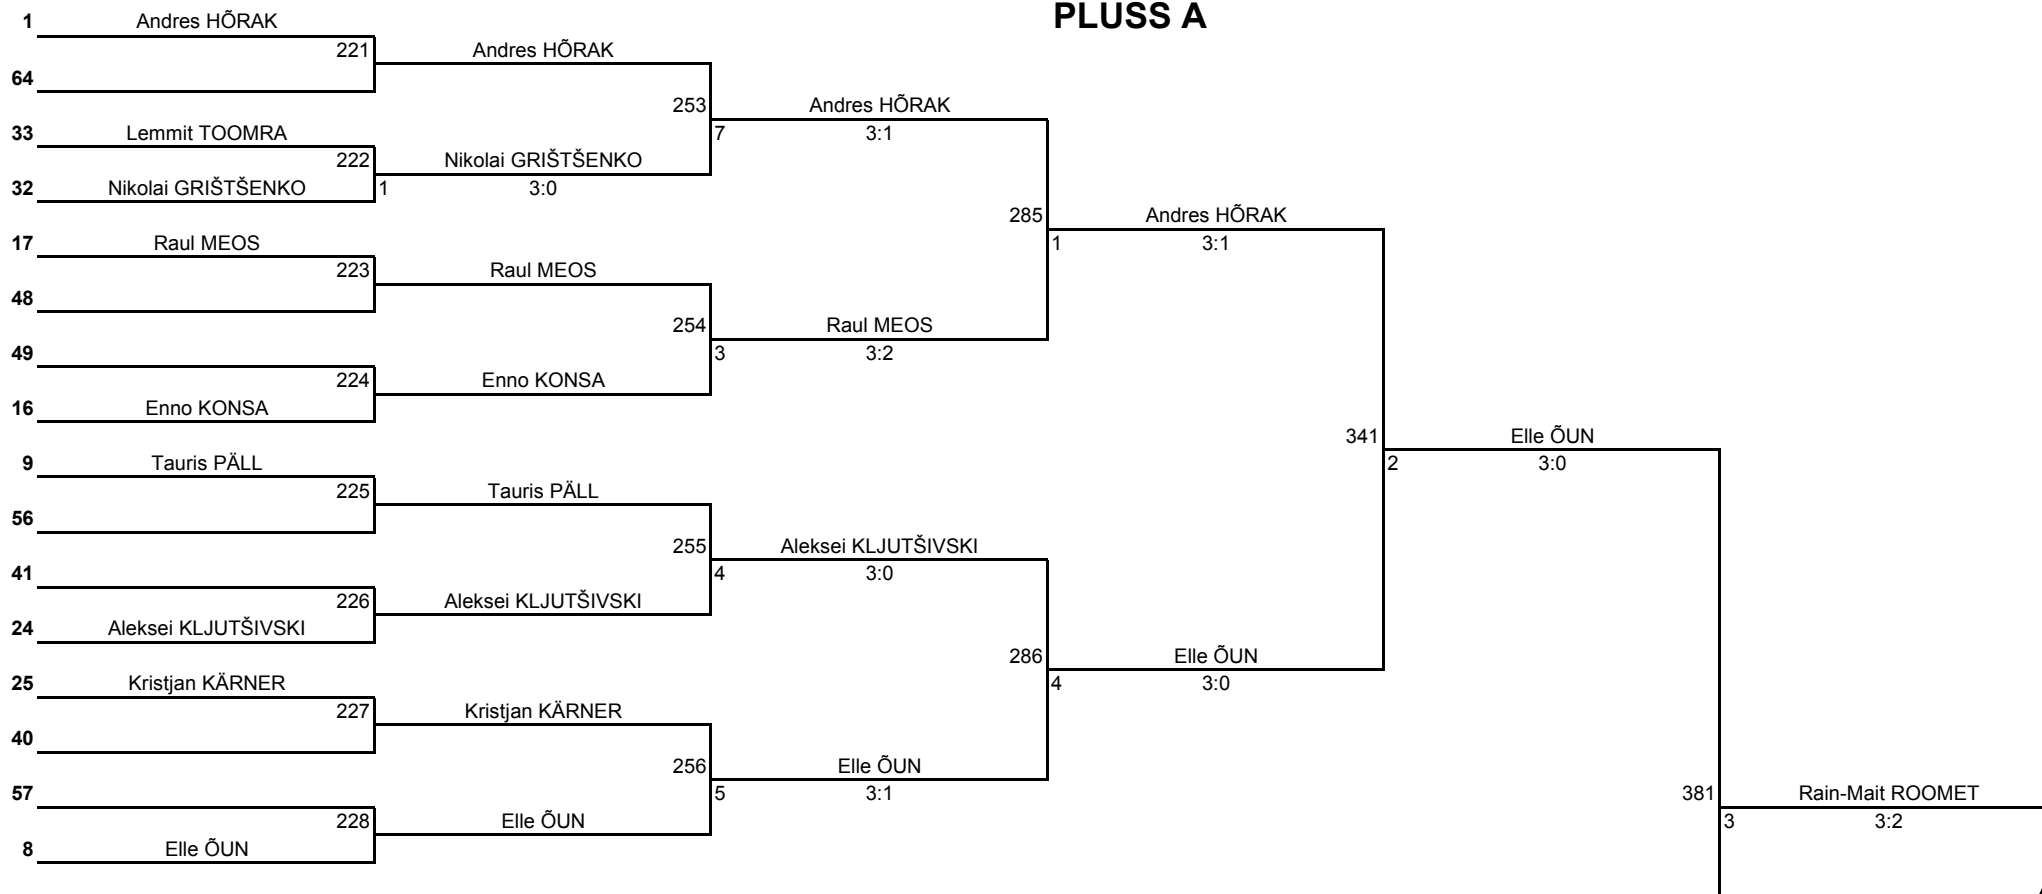 PLUSS A
1 Andres HÕRAK
221 Andres HÕRAK
64
253 Andres HÕRAK
33 Lemmit TOOMRA
7 3:1
222 Nikolai GRIŠTŠENKO
32 Nikolai GRIŠTŠENKO
1 3:0
285 Andres HÕRAK
17 Raul MEOS
1 3:1
223 Raul MEOS
48
254 Raul MEOS
49
3 3:2
224 Enno KONSA
16 Enno KONSA
341 Elle ÕUN
9 Tauris PÄLL
2 3:0
225 Tauris PÄLL
56
255 Aleksei KLJUTŠIVSKI
41
4 3:0
226 Aleksei KLJUTŠIVSKI
24 Aleksei KLJUTŠIVSKI
286 Elle ÕUN
25 Kristjan KÄRNER
4 3:0
227 Kristjan KÄRNER
40
256 Elle ÕUN
57
5 3:1
381 Rain-Mait ROOMET
228 Elle ÕUN
3 3:2
8 Elle ÕUN